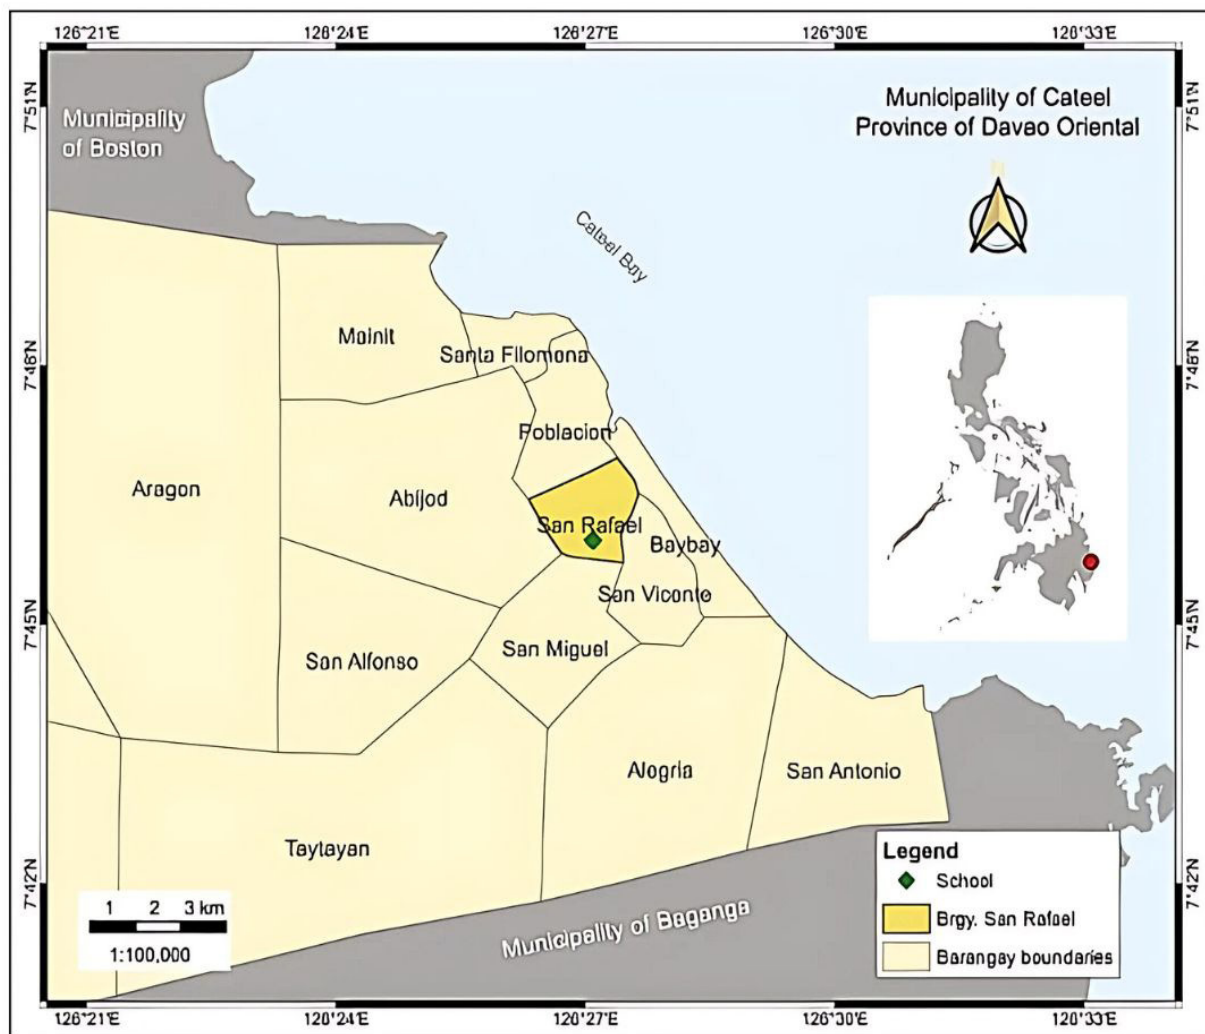 126°21'E 126°24'E 126°27'E 126°30'E 126°33'E
7°51'N
7°51'N
Municipality
of Boston
Municipality of Cateel
Province of Davao Oriental
Cateal Bay
Moinit
Santa Filomona
7°48'N
7°48'N
Poblacion
Aragon
Abijod
San Rafael
Baybay
San Viconto
7°45'N
7°45'N
San Miguel
San Alfonso
Alogria
San Antonio
Taytayan
7°42'N
7°42'N
Municipality of Baganga
1 2 3 km
1:100,000
Legend
School
Brgy. San Rafael
Barangay boundaries
126°21'E 126°24'E 126°27'E 126°30'E 126°33'E